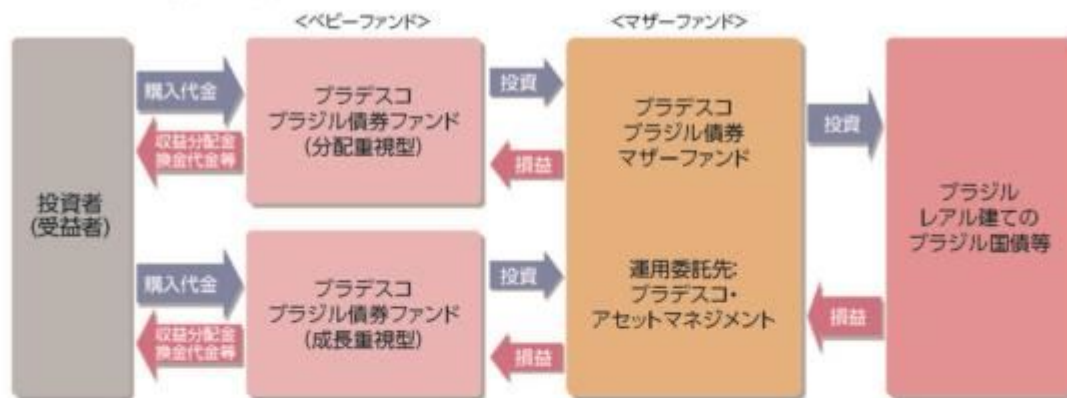 <ベビーファンド>
<マザーファンド>
投資者
(受益者)
購入代金
収益分配金
換金代金等
ブラデスコ
ブラジル債券ファンド
(分配重視型)
投資
損益
購入代金
収益分配金
換金代金等
ブラデスコ
ブラジル債券ファンド
(成長重視型)
投資
損益
ブラデスコ
ブラジル債券
マザーファンド
運用委託先:
ブラデスコ・
アセットマネジメント
投資
損益
ブラジル
レアル建ての
ブラジル国債等